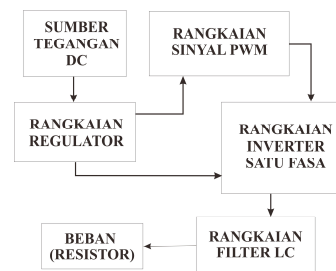 SUMBER
TEGANGAN
DC
RANGKAIAN
SINYAL PWM
RANGKAIAN
REGULATOR
RANGKAIAN
INVERTER
SATU FASA
RANGKAIAN
FILTER LC
BEBAN
(RESISTOR)